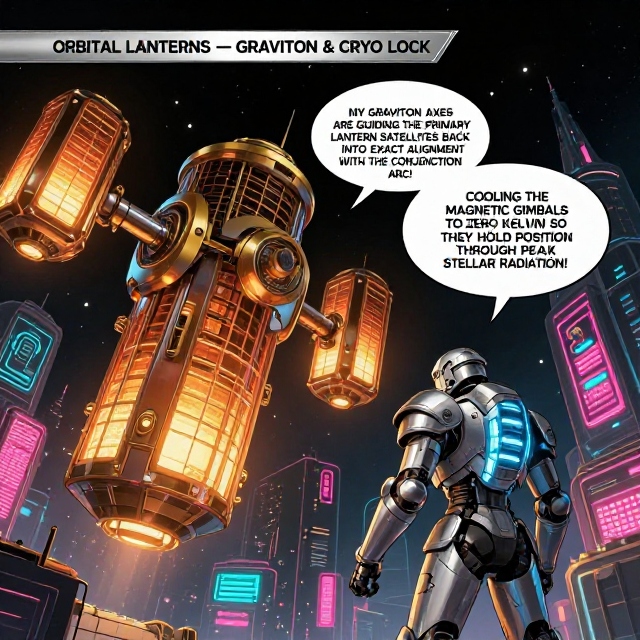 ORBITAL LANTERNS — GRAVITON & CRYO LOCK
MY GRAVITON AXES
ARE GUIDING THE PRIMARY
LANTERN SATELLITES BACK
INTO EXACT ALIGNMENT
WITH THE CONJUNCTION
ARC!
COOLING THE
MAGNETIC GIMBALS
TO ZERO KELVIN SO
THEY HOLD POSITION
THROUGH PEAK
STELLAR RADIATION!